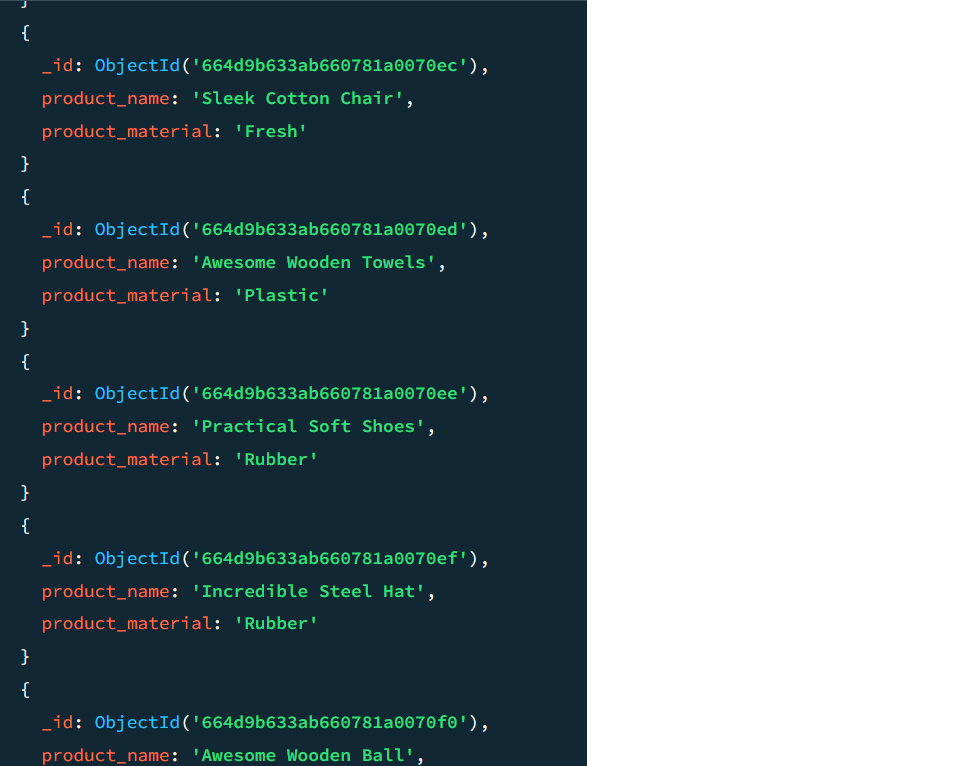 }
{
_id: ObjectId('664d9b633ab660781a0070ec'),
product_name: 'Sleek Cotton Chair',
product_material: 'Fresh'
}
{
_id: ObjectId('664d9b633ab660781a0070ed'),
product_name: 'Awesome Wooden Towels',
product_material: 'Plastic'
}
{
_id: ObjectId('664d9b633ab660781a0070ee'),
product_name: 'Practical Soft Shoes',
product_material: 'Rubber'
}
{
_id: ObjectId('664d9b633ab660781a0070ef'),
product_name: 'Incredible Steel Hat',
product_material: 'Rubber'
}
{
_id: ObjectId('664d9b633ab660781a0070f0'),
product_name: 'Awesome Wooden Ball',